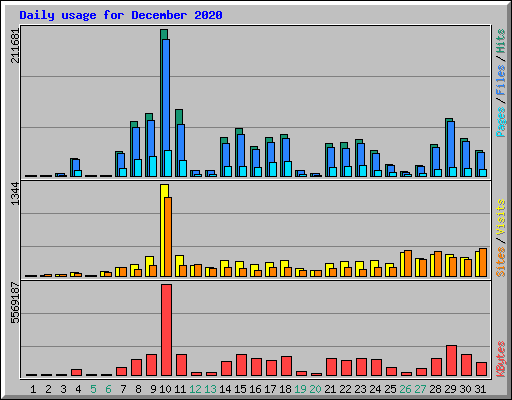 Daily usage for December 2020
211681
Pages / Files / Hits
1344
Sites / Visits
5569187
KBytes
1 2 3 4 5 6 7 8 9 10 11 12 13 14 15 16 17 18 19 20 21 22 23 24 25 26 27 28 29 30 31